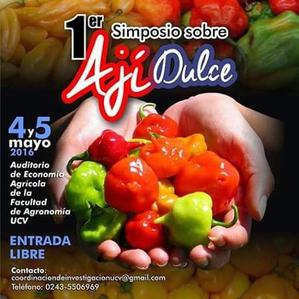 1er Simposio sobre
Ají Dulce
4 y 5
mayo
2016
Auditorio
de Economía
Agrícola
de la
Facultad
de Agronomía
UCV
ENTRADA
LIBRE
Contacto:
coordinaciondeinvestigacionucv@gmail.com
Teléfono: 0243-5506969